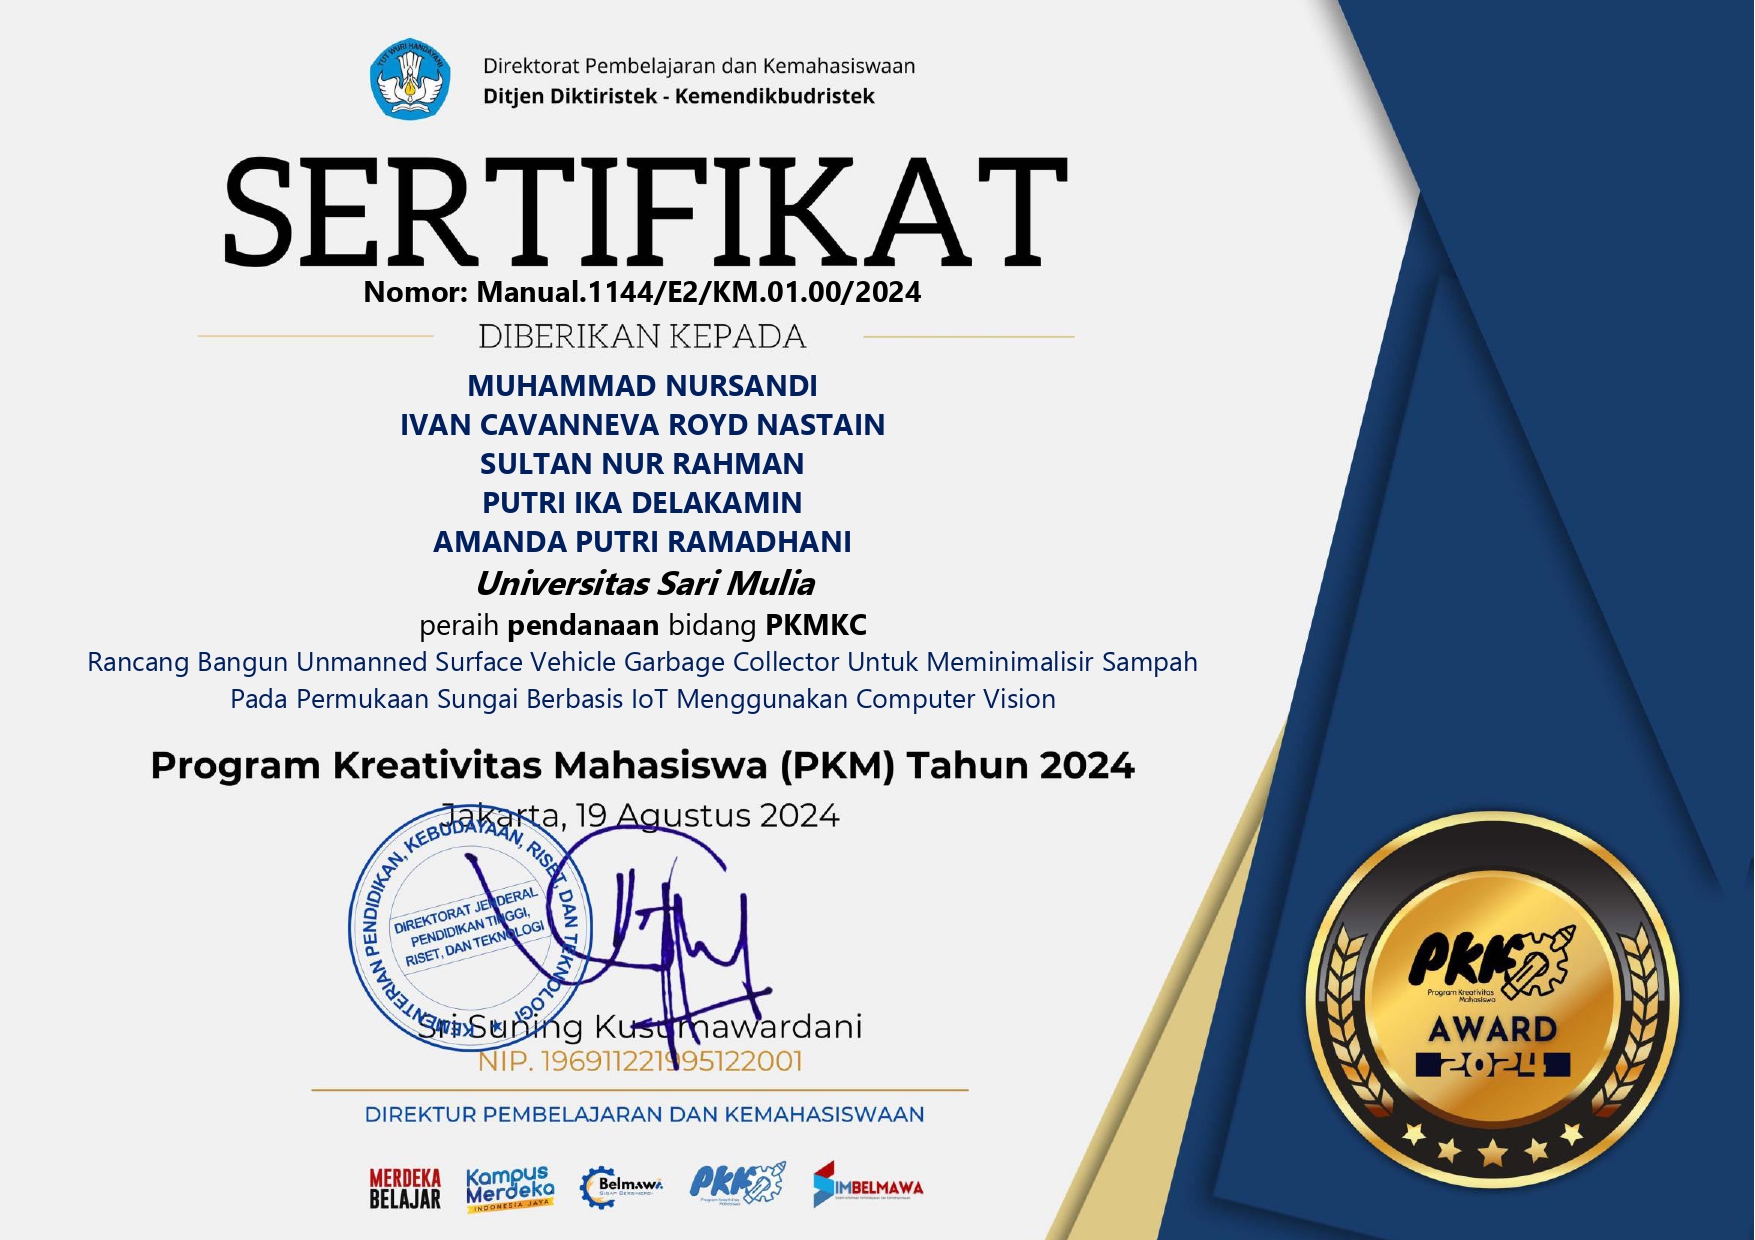 TUT WURI HANDAYANI
Direktorat Pembelajaran dan Kemahasiswaan
Ditjen Diktiristek - Kemendikbudristek
SERTIFIKAT
Nomor: Manual.1144/E2/KM.01.00/2024
DIBERIKAN KEPADA
MUHAMMAD NURSANDI
IVAN CAVANNEVA ROYD NASTAIN
SULTAN NUR RAHMAN
PUTRI IKA DELAKAMIN
AMANDA PUTRI RAMADHANI
Universitas Sari Mulia
peraih pendanaan bidang PKMKC
Rancang Bangun Unmanned Surface Vehicle Garbage Collector Untuk Meminimalisir Sampah
Pada Permukaan Sungai Berbasis IoT Menggunakan Computer Vision
Program Kreativitas Mahasiswa (PKM) Tahun 2024
Jakarta, 19 Agustus 2024
KEMENTERIAN PENDIDIKAN, KEBUDAYAAN, RISET, DAN TEKNOLOGI
DIREKTORAT JENDERAL
PENDIDIKAN TINGGI,
RISET, DAN TEKNOLOGI
Sri Suning Kusumawardani
NIP. 196911221995122001
DIREKTUR PEMBELAJARAN DAN KEMAHASISWAAN
PKM
Program Kreativitas
Mahasiswa
AWARD
2024
MERDEKA
BELAJAR
Kampus
Merdeka
INDONESIA JAYA
Belmawa
PKM
SIMBELMAWA